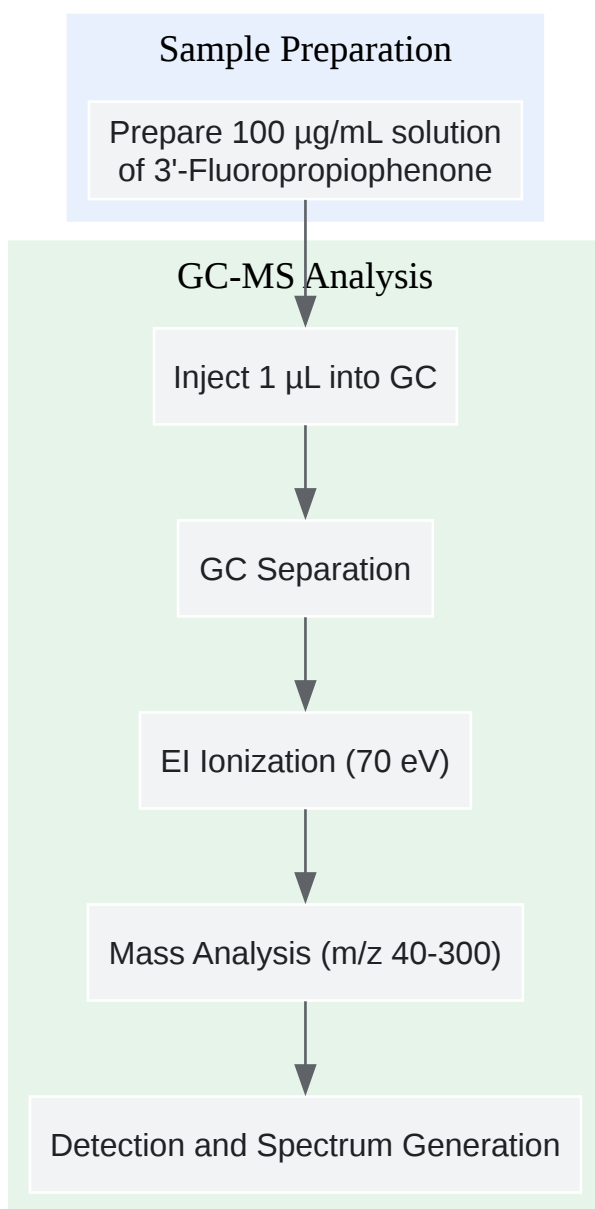 Sample Preparation
Prepare 100 µg/mL solution
of 3'-Fluoropropiophenone
GC-MS Analysis
Inject 1 µL into GC
GC Separation
EI Ionization (70 eV)
Mass Analysis (m/z 40-300)
Detection and Spectrum Generation